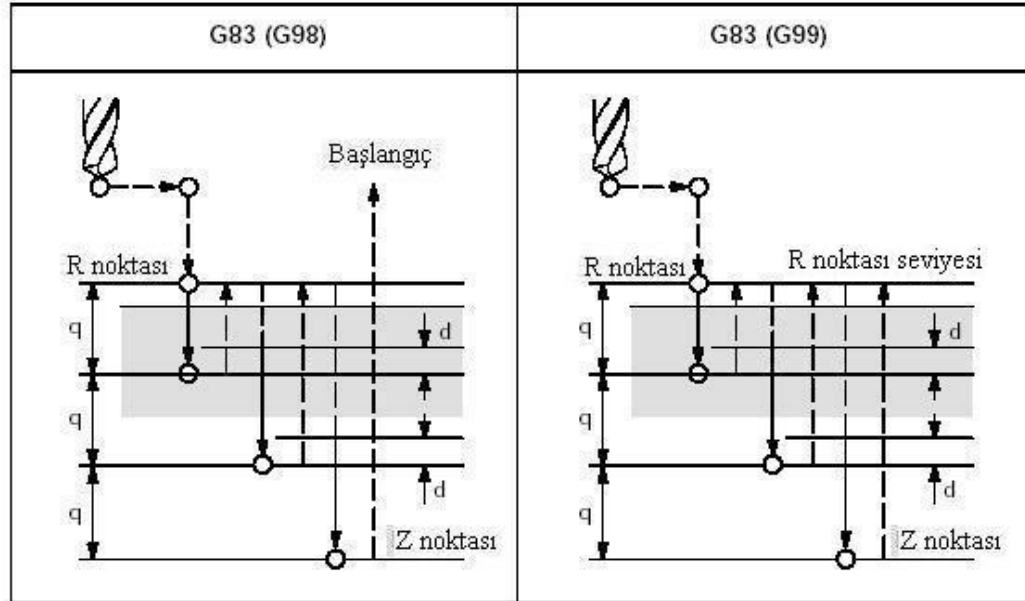 G83 (G98)
G83 (G99)
Başlangıç
R noktası
q
d
q
q
d
Z noktası
R noktası
R noktası seviyesi
q
d
q
q
d
Z noktası